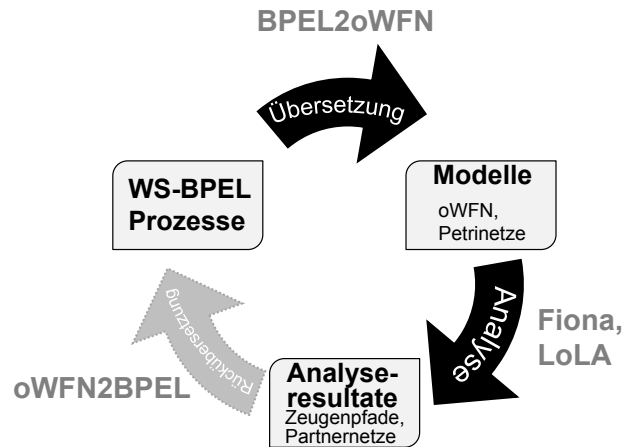 BPEL2oWFN
Übersetzung
WS-BPEL
Prozesse
Modelle
oWFN,
Petrinetze
Analyse
Fiona,
LoLA
Analyse-
resultate
Zeugenpfade,
Partnernetze
Rückübersetzung
oWFN2BPEL